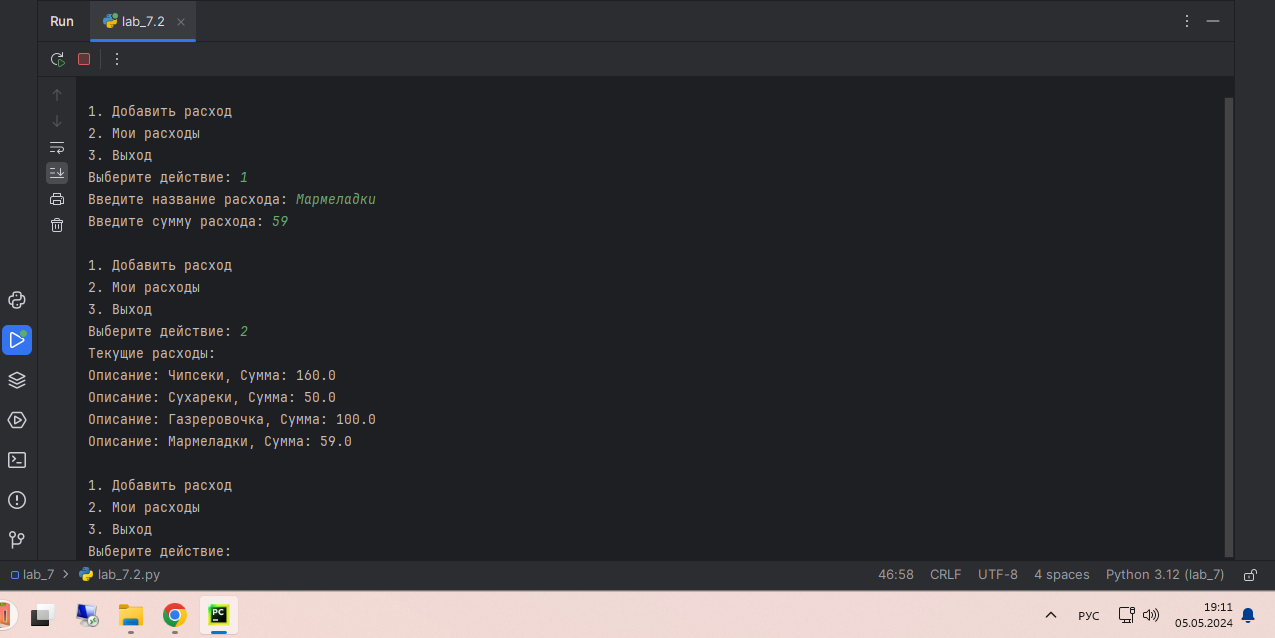 Run lab_7.2
1. Добавить расход
2. Мои расходы
3. Выход
Выберите действие: 1
Введите название расхода: Мармеладки
Введите сумму расхода: 59
1. Добавить расход
2. Мои расходы
3. Выход
Выберите действие: 2
Текущие расходы:
Описание: Чипсеки, Сумма: 160.0
Описание: Сухареки, Сумма: 50.0
Описание: Газреровочка, Сумма: 100.0
Описание: Мармеладки, Сумма: 59.0
1. Добавить расход
2. Мои расходы
3. Выход
Выберите действие:
lab_7 > lab_7.2.py 46:58 CRLF UTF-8 4 spaces Python 3.12 (lab_7)
PC РУС 19:11
05.05.2024